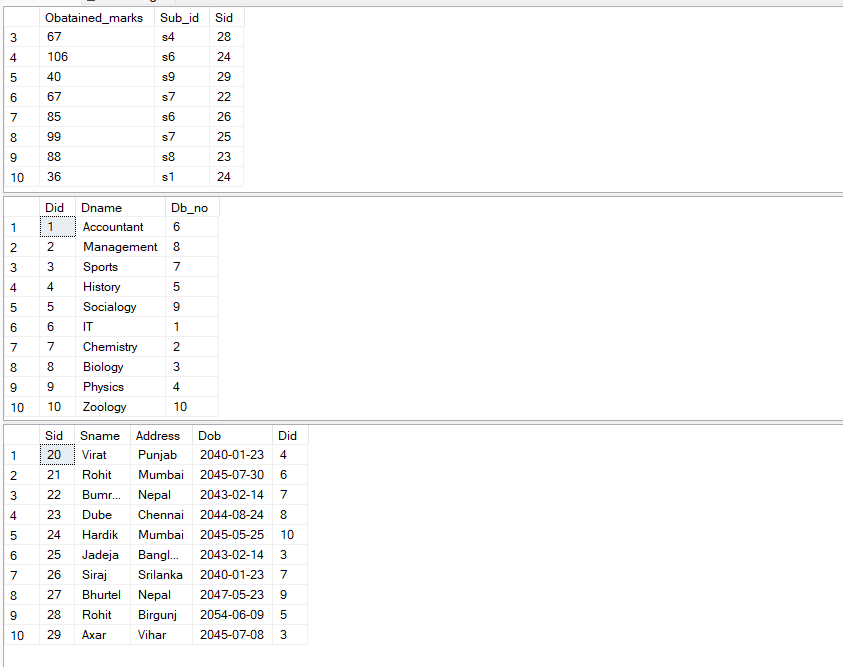 Obatained_marks Sub_id Sid
3 67 s4 28
4 106 s6 24
5 40 s9 29
6 67 s7 22
7 85 s6 26
8 99 s7 25
9 88 s8 23
10 36 s1 24
Did Dname Db_no
1 1 Accountant 6
2 2 Management 8
3 3 Sports 7
4 4 History 5
5 5 Socialogy 9
6 6 IT 1
7 7 Chemistry 2
8 8 Biology 3
9 9 Physics 4
10 10 Zoology 10
Sid Sname Address Dob Did
1 20 Virat Punjab 2040-01-23 4
2 21 Rohit Mumbai 2045-07-30 6
3 22 Bumr... Nepal 2043-02-14 7
4 23 Dube Chennai 2044-08-24 8
5 24 Hardik Mumbai 2045-05-25 10
6 25 Jadeja Bangl... 2043-02-14 3
7 26 Siraj Srilanka 2040-01-23 7
8 27 Bhurtel Nepal 2047-05-23 9
9 28 Rohit Birgunj 2054-06-09 5
10 29 Axar Vihar 2045-07-08 3